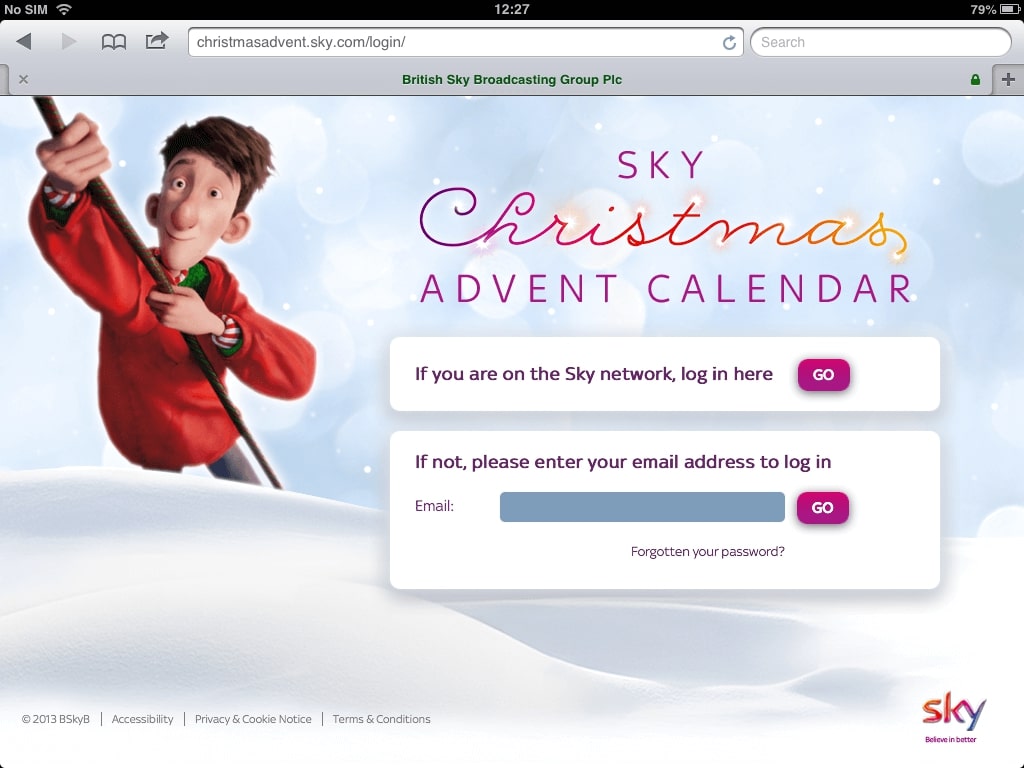 No SIM 12:27 79%
christmasadvent.sky.com/login/ Search
British Sky Broadcasting Group Plc
SKY
Christmas
ADVENT CALENDAR
If you are on the Sky network, log in here GO
If not, please enter your email address to log in
Email: GO
Forgotten your password?
© 2013 BSkyB | Accessibility | Privacy & Cookie Notice | Terms & Conditions
sky
Believe in better